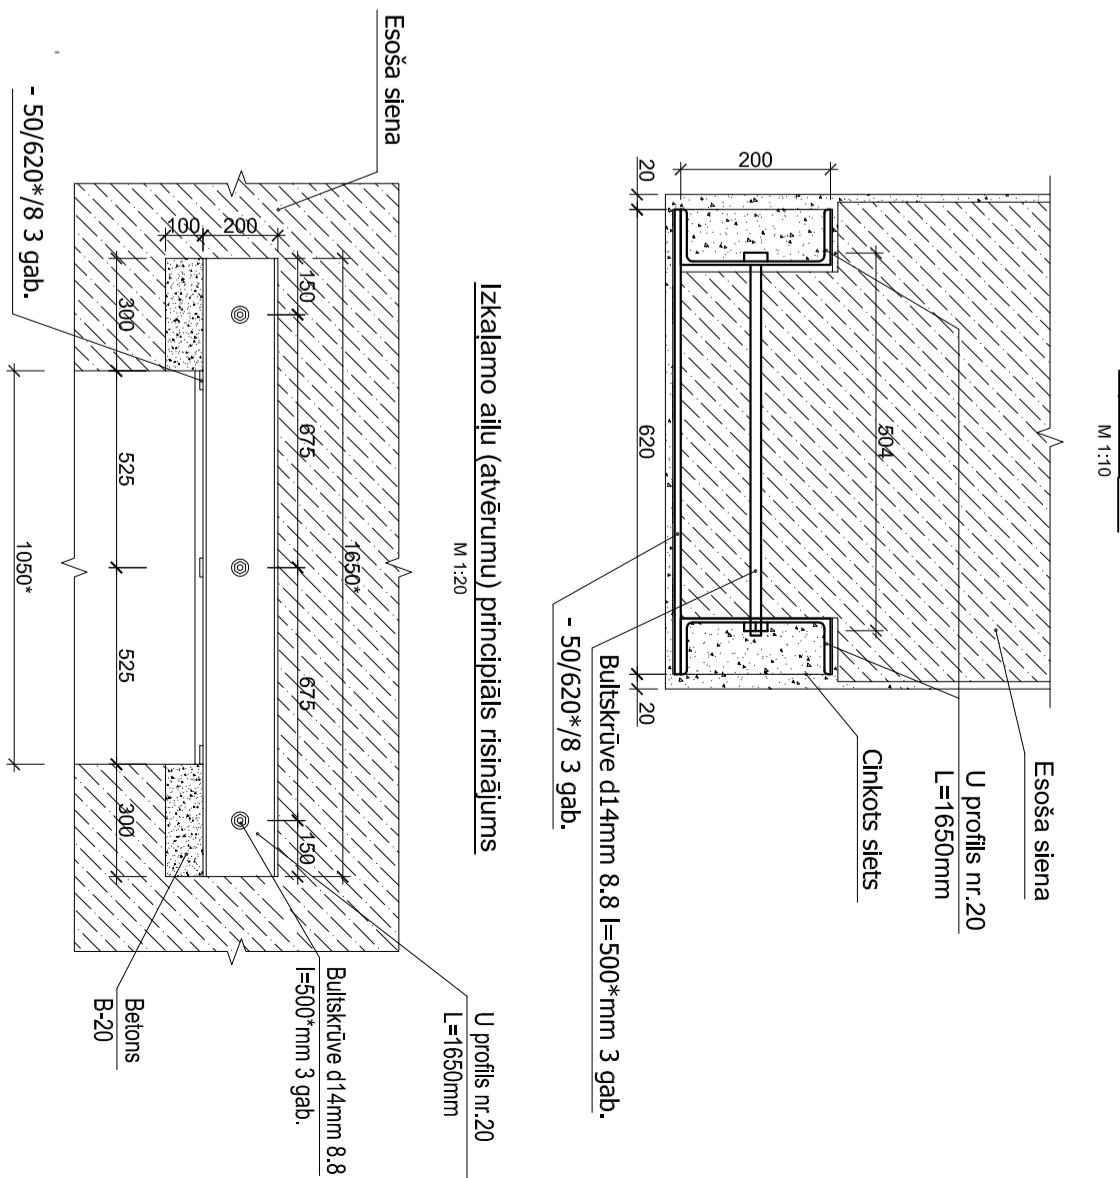 M 1:10
Esoša siena
U profils nr.20
L=1650mm
Cinkots siets
Bultskrūve d14mm 8.8 l=500*mm 3 gab.
- 50/620*/8 3 gab.
200
20
504
620
20
Izkaļamo aiļu (atvērumu) principiāls risinājums
M 1:20
Esoša siena
- 50/620*/8 3 gab.
1650*
150
675
675
150
200
100
300
525
525
300
1050*
U profils nr.20
L=1650mm
Bultskrūve d14mm 8.8
l=500*mm 3 gab.
Betons
B-20